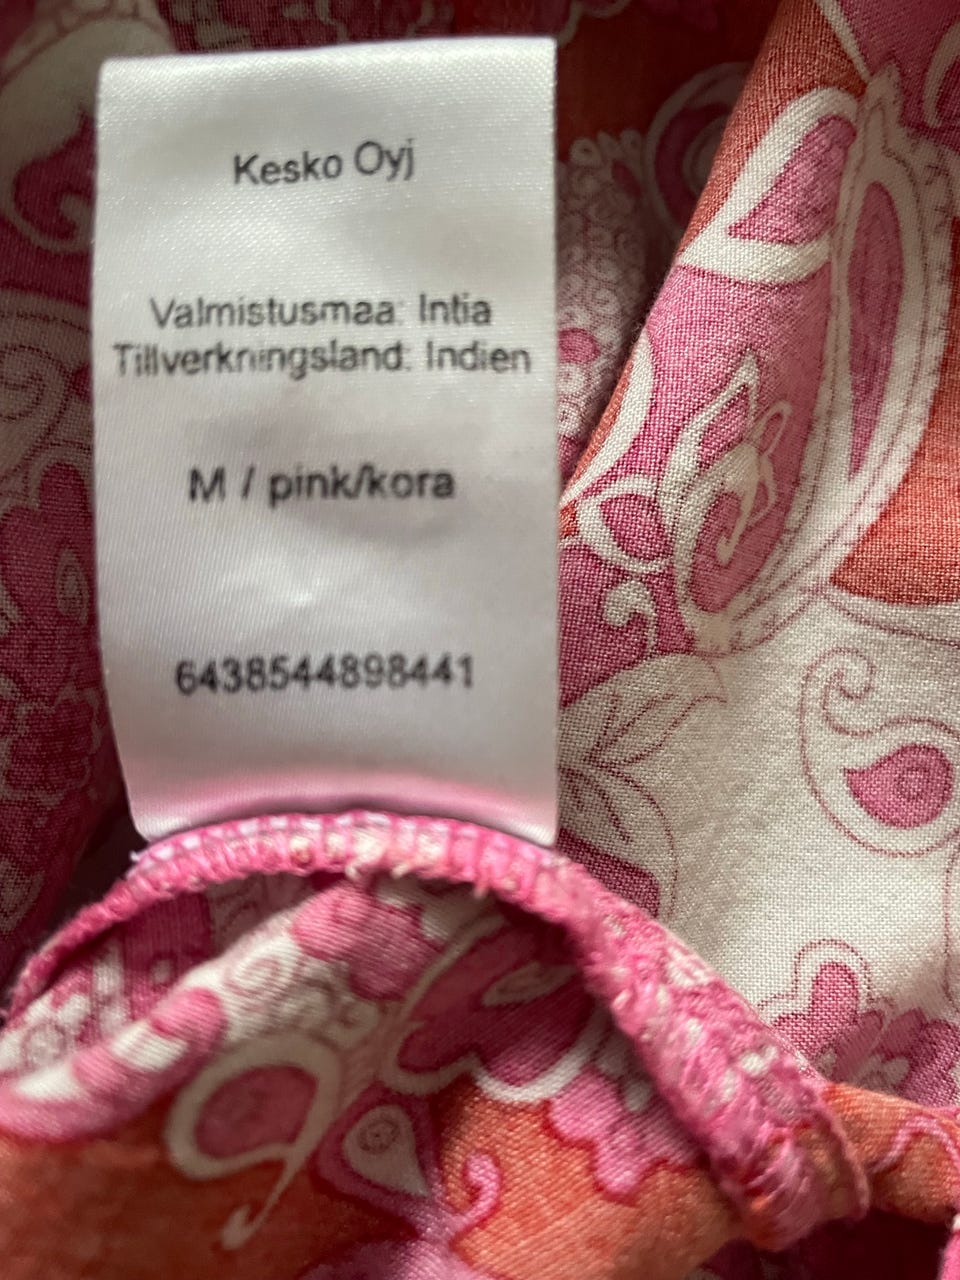 Kesko Oyj
Valmistusmaa: Intia
Tillverkningsland: Indien
M / pink/kora
6438544898441